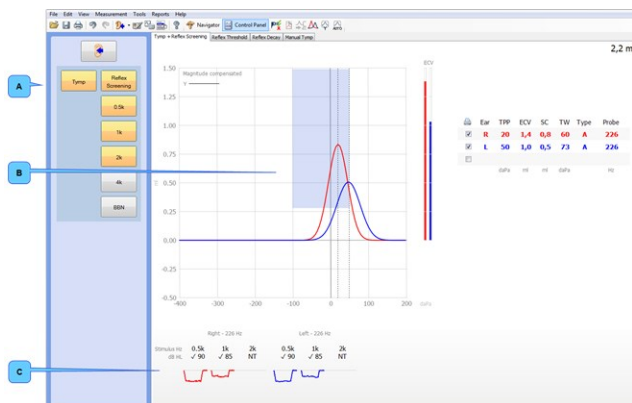 File Edit View Measurement Tools Reports Help
Navigator Control Panel
Tymp + Reflex Screening Reflex Threshold Reflex Decay Manual Tymp
2,2 m
A
Tymp Reflex Screening
0.5k
1k
2k
4k
BBN
B
C
Magnitude compensated
Y
1.50
1.25
1.00
0.75
0.50
0.25
0.00
-0.25
-0.50
-400 -300 -200 -100 0 100 200 daPa
ECV
Ear TPP ECV SC TW Type Probe
R 20 1,4 0,8 60 A 226
L 50 1,0 0,5 73 A 226
daPa ml ml daPa Hz
Right - 226 Hz Left - 226 Hz
Stimulus Hz 0.5k 1k 2k 0.5k 1k 2k
dB HL ✓ 90 ✓ 85 NT ✓ 90 ✓ 85 NT